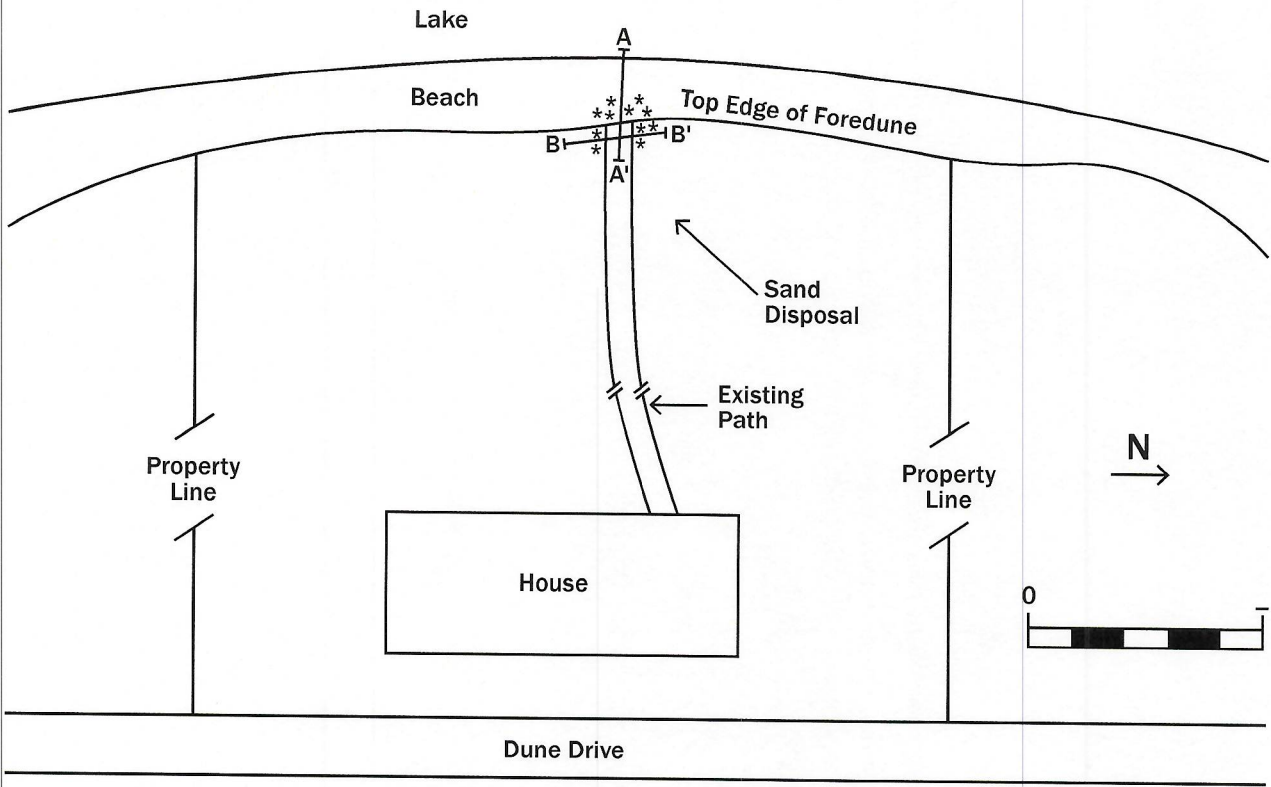 Lake
A
Beach
Top Edge of Foredune
B
B'
A'
Sand
Disposal
Existing
Path
N
Property
Line
Property
Line
House
0
Dune Drive